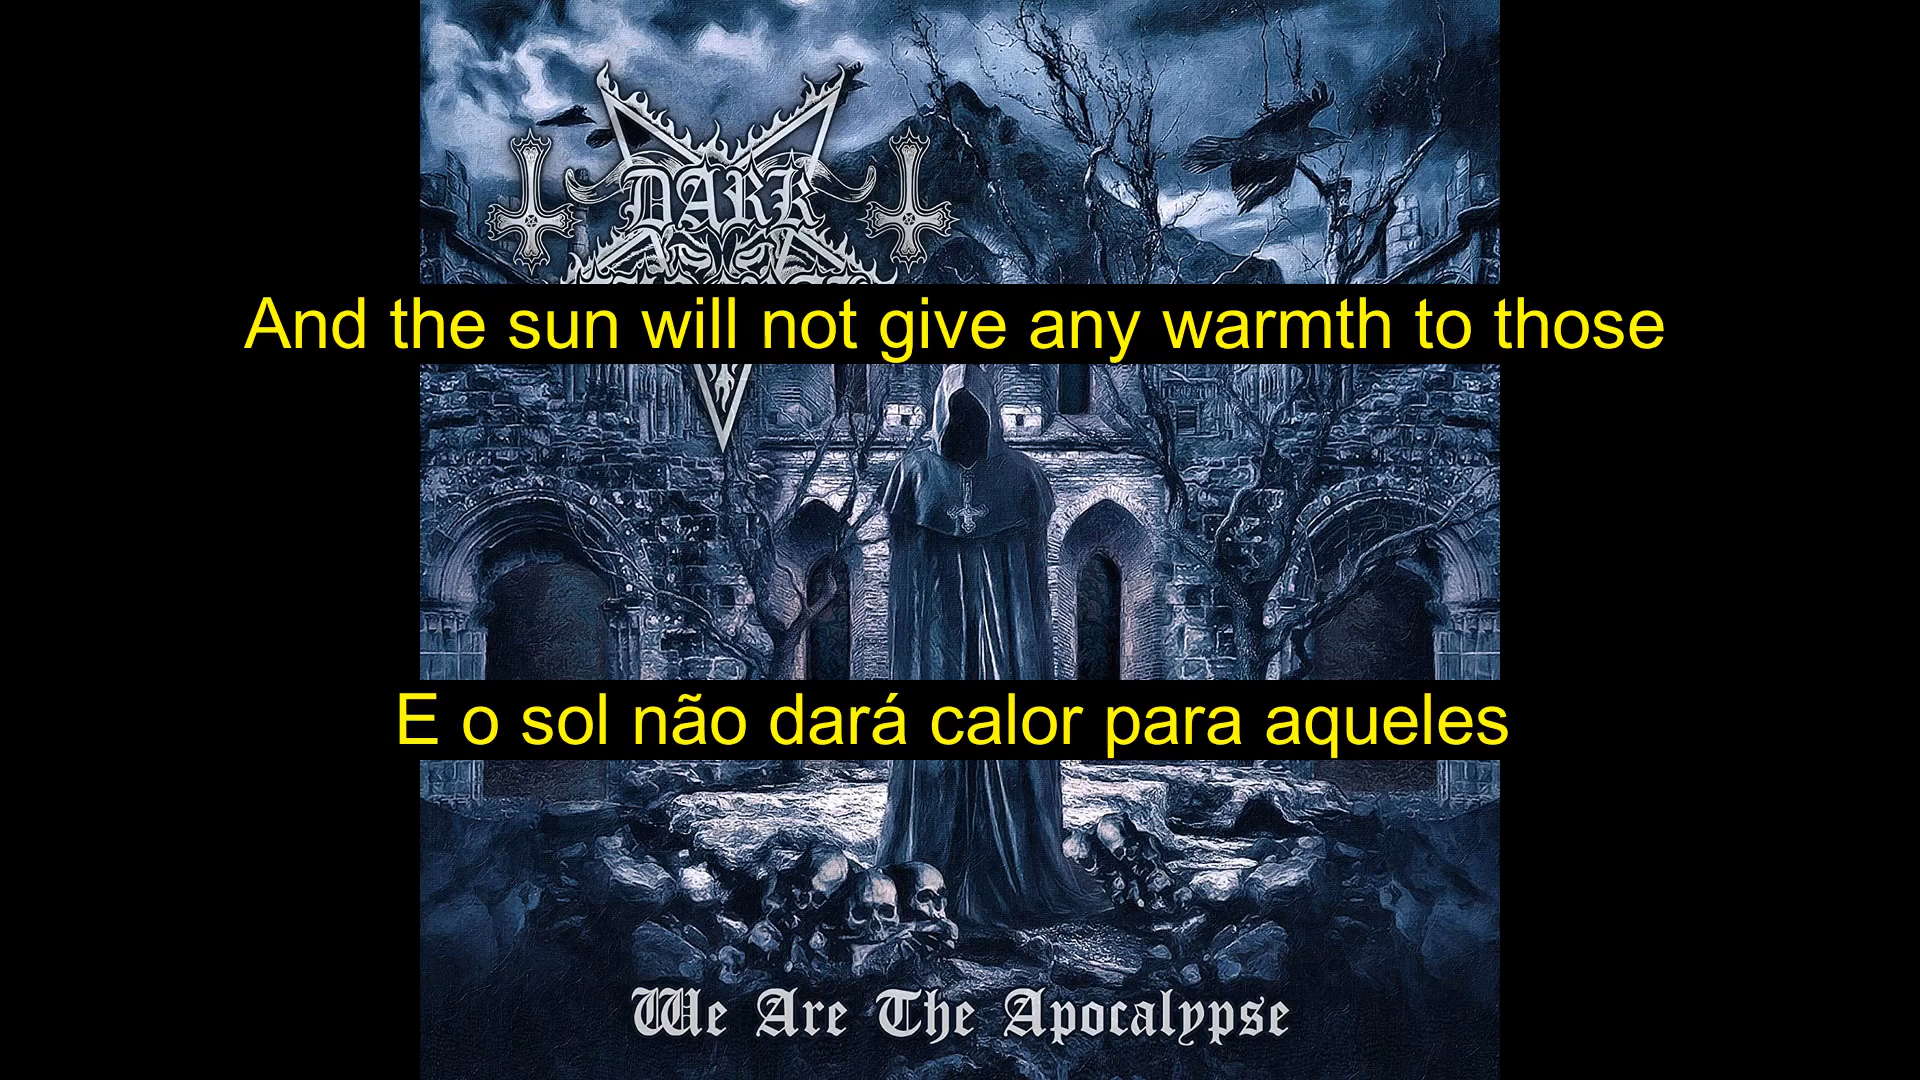 DARK
And the sun will not give any warmth to those
E o sol não dará calor para aqueles
We Are The Apocalypse